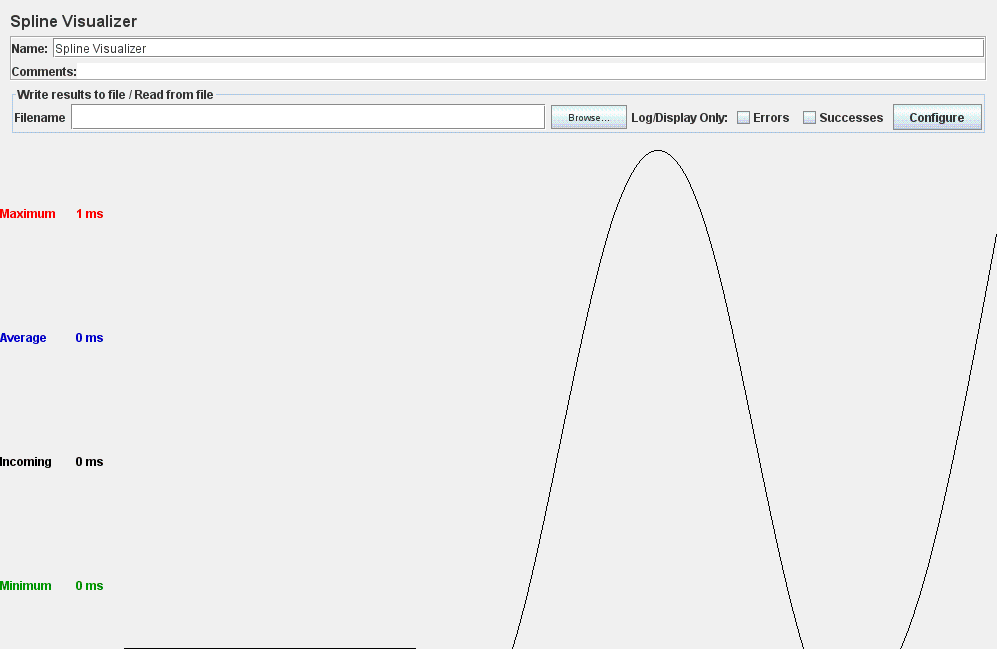 Spline Visualizer
Name: Spline Visualizer
Comments:
Write results to file / Read from file
Filename Browse... Log/Display Only: Errors Successes Configure
Maximum 1 ms
Average 0 ms
Incoming 0 ms
Minimum 0 ms